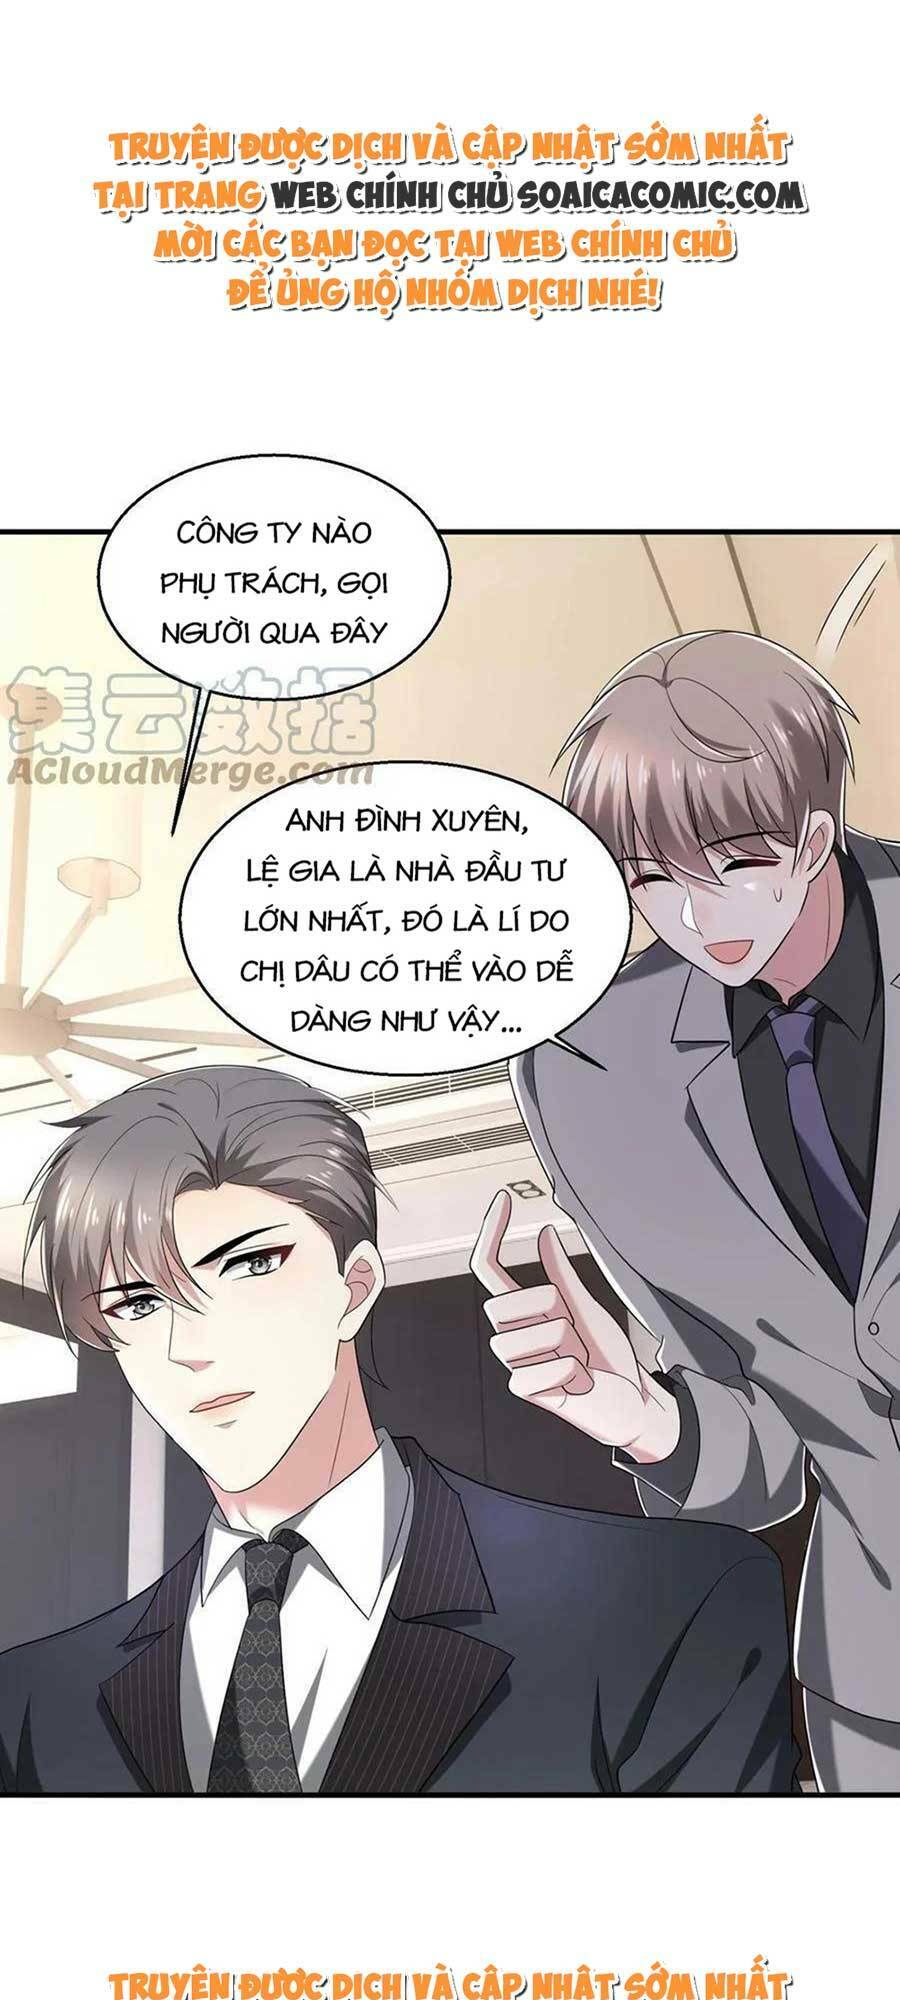 TRUYỆN ĐƯỢC DỊCH VÀ CẬP NHẬT SỚM NHẤT
TẠI TRANG WEB CHÍNH CHỦ SOAICACOMIC.COM
MỜI CÁC BẠN ĐỌC TẠI WEB CHÍNH CHỦ
ĐỂ ỦNG HỘ NHÓM DỊCH NHÉ!
CÔNG TY NÀO
PHỤ TRÁCH, GỌI
NGƯỜI QUA ĐÂY
集云数据
AcloudMerge.com
ANH ĐÌNH XUYÊN,
LỆ GIA LÀ NHÀ ĐẦU TƯ
LỚN NHẤT, ĐÓ LÀ LÍ DO
CHỊ DÂU CÓ THỂ VÀO DỄ
DÀNG NHƯ VẬY...
TRUYỆN ĐƯỢC DỊCH VÀ CẬP NHẬT SỚM NHẤT